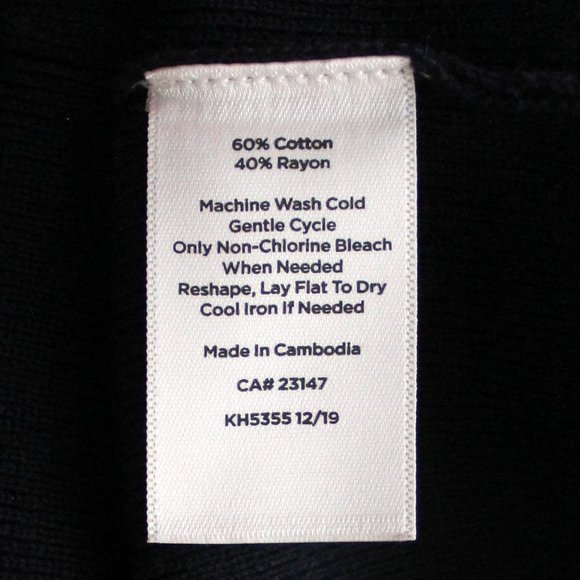 60% Cotton
40% Rayon
Machine Wash Cold
Gentle Cycle
Only Non-Chlorine Bleach
When Needed
Reshape, Lay Flat To Dry
Cool Iron If Needed
Made In Cambodia
CA# 23147
KH5355 12/19